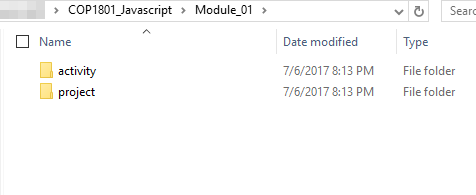 COP1801_Javascript > Module_01 >
Name Date modified Type
activity 7/6/2017 8:13 PM File folder
project 7/6/2017 8:13 PM File folder